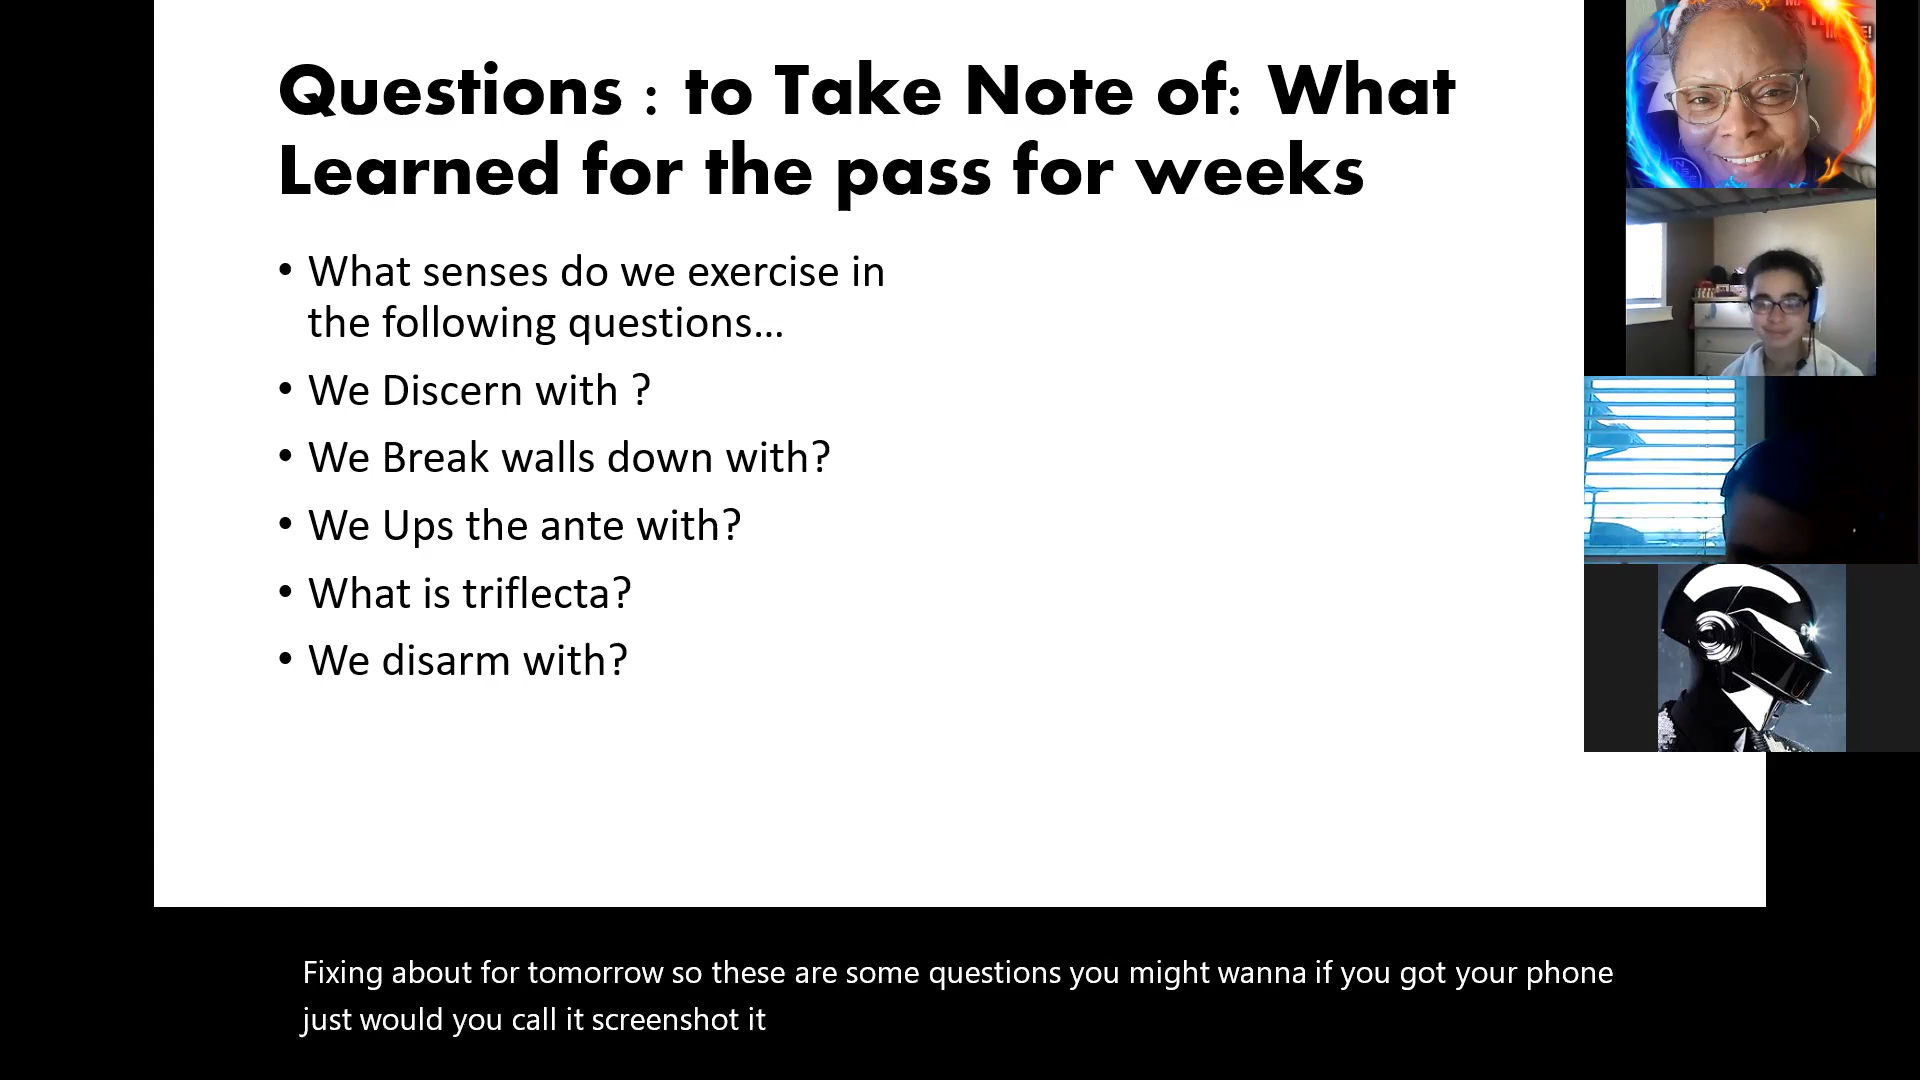 Questions : to Take Note of: What
Learned for the pass for weeks
• What senses do we exercise in
the following questions…
• We Discern with ?
• We Break walls down with?
• We Ups the ante with?
• What is triflecta?
• We disarm with?
Fixing about for tomorrow so these are some questions you might wanna if you got your phone
just would you call it screenshot it